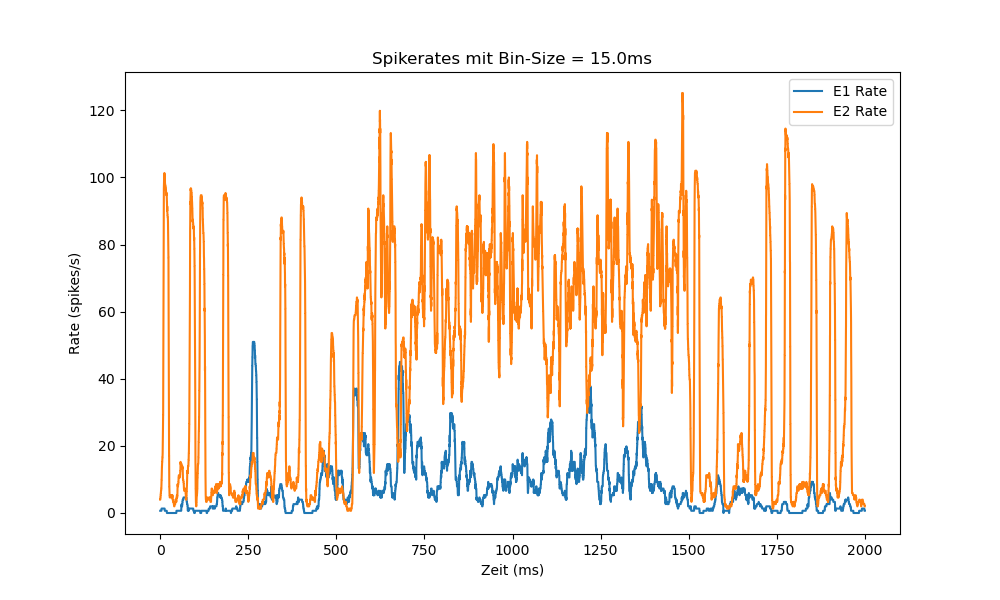 Spikerates mit Bin-Size = 15.0ms
E1 Rate
E2 Rate
Rate (spikes/s)
120
100
80
60
40
20
0
0 250 500 750 1000 1250 1500 1750 2000
Zeit (ms)